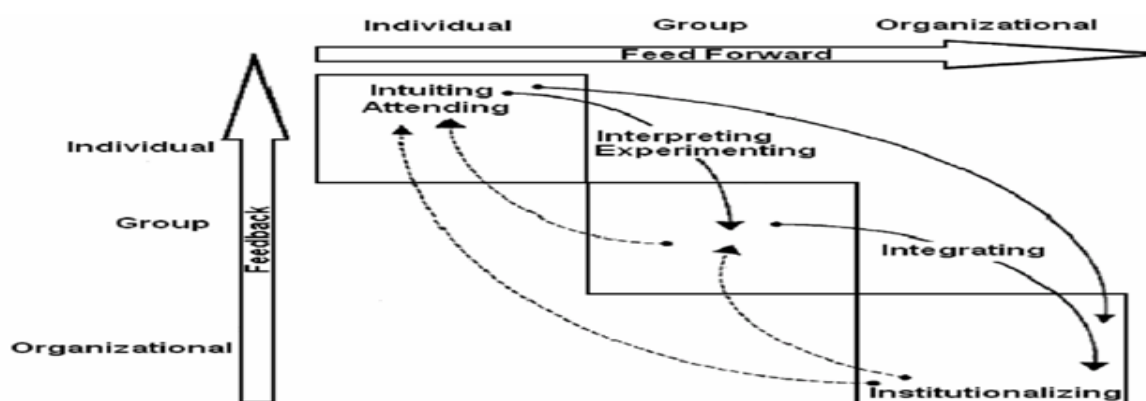 Individual Group Organizational
Feed Forward
Intuiting
Attending
Interpreting
Experimenting
Individual
Group
Feedback
Integrating
Organizational
Institutionalizing